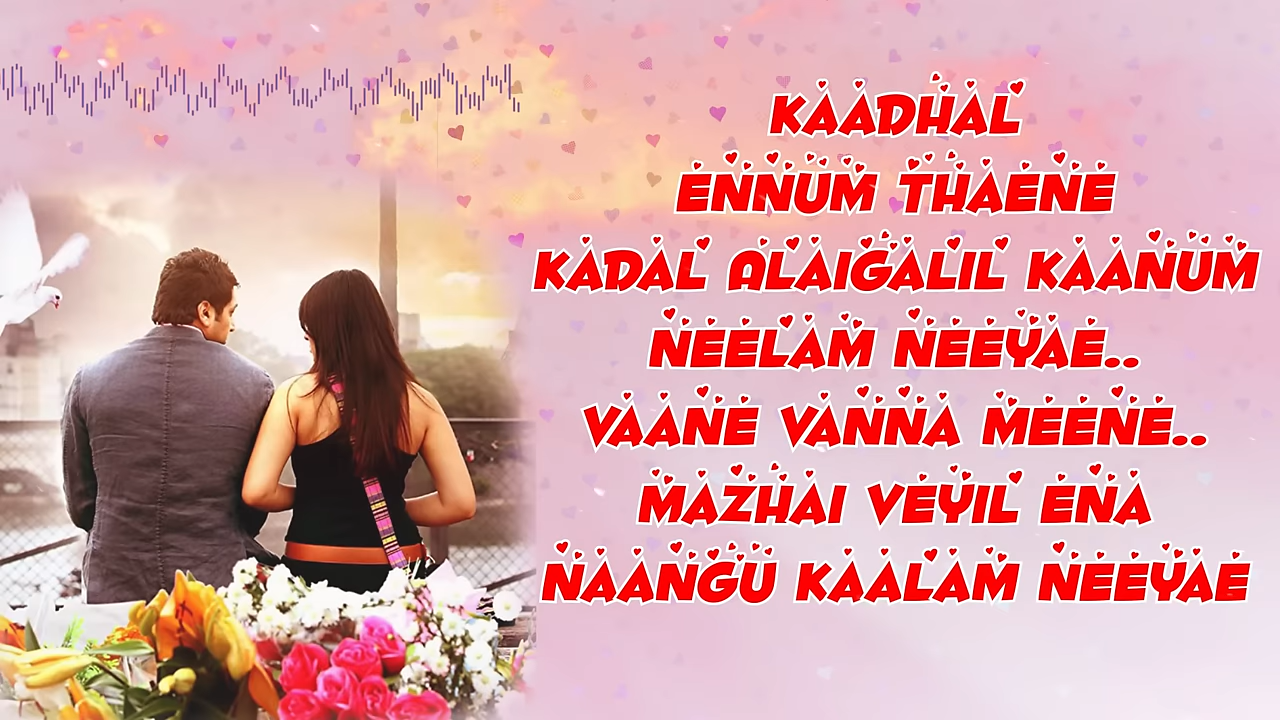 KAADHAL
ENNUM THAENE
KADAL ALAIGALIL KAANUM
NEELAM NEEYAE..
VAANE VANNA MEENE..
MAZHAI VEYIL ENA
NAANGU KAALAM NEEYAE